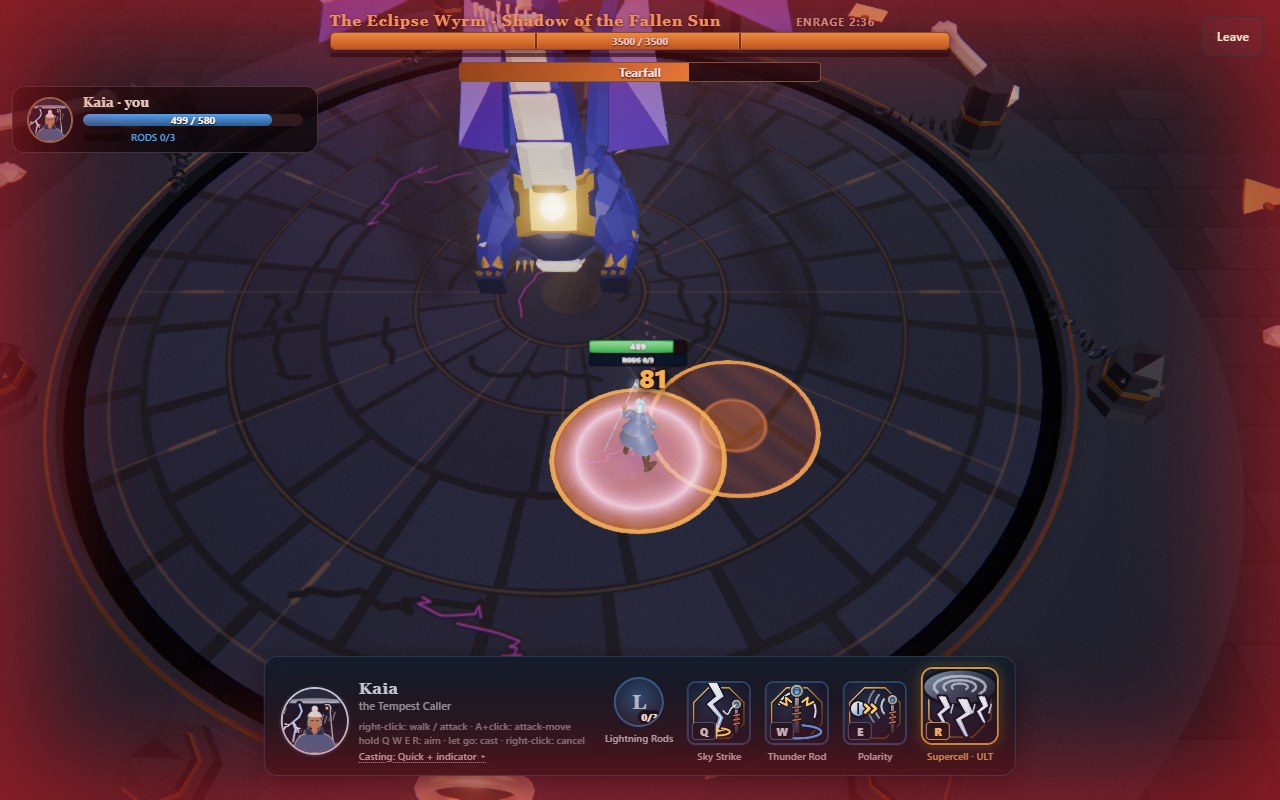 The Eclipse Wyrm · Shadow of the Fallen Sun
ENRAGE 2:36
3500 / 3500
Tearfall
Leave
Kaia · you
499 / 580
RODS 0/3
499
RODS 0/3
81
Kaia
the Tempest Caller
right-click: walk / attack · A+click: attack-move
hold Q W E R: aim · let go: cast · right-click: cancel
Casting: Quick + indicator
L
0/3
Lightning Rods
Q
Sky Strike
W
Thunder Rod
E
Polarity
R
Supercell · ULT